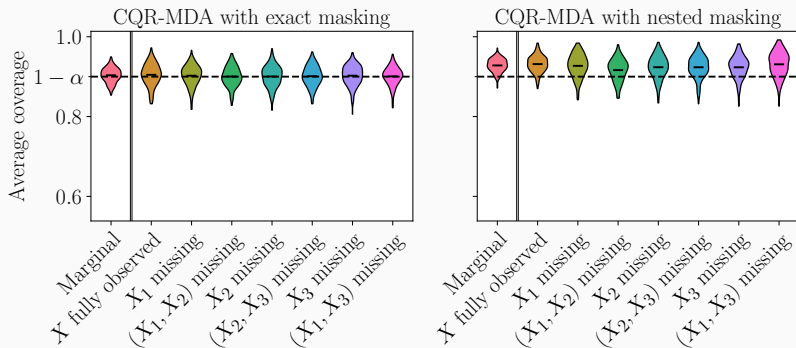 CQR-MDA with exact masking
CQR-MDA with nested masking
Average coverage
1.0
1 − α
0.8
0.6
Marginal
X fully observed
X₁ missing
(X₁, X₂) missing
X₂ missing
(X₂, X₃) missing
X₃ missing
(X₁, X₃) missing
Marginal
X fully observed
X₁ missing
(X₁, X₂) missing
X₂ missing
(X₂, X₃) missing
X₃ missing
(X₁, X₃) missing